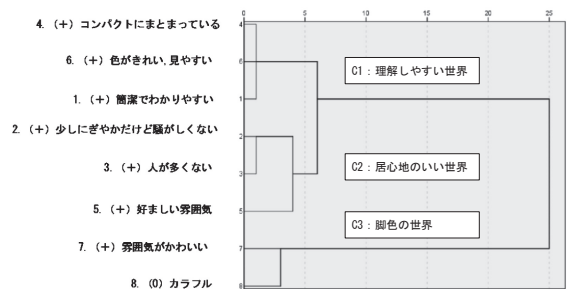 0 5 10 15 20 25
4. （＋）コンパクトにまとまっている
4
6. （＋）色がきれい,見やすい
6
C1：理解しやすい世界
1. （＋）簡潔でわかりやすい
1
2. （＋）少しにぎやかだけど騒がしくない
2
3. （＋）人が多くない
3
C2：居心地のいい世界
5. （＋）好ましい雰囲気
5
C3：脚色の世界
7. （＋）雰囲気がかわいい
7
8. （0）カラフル
8